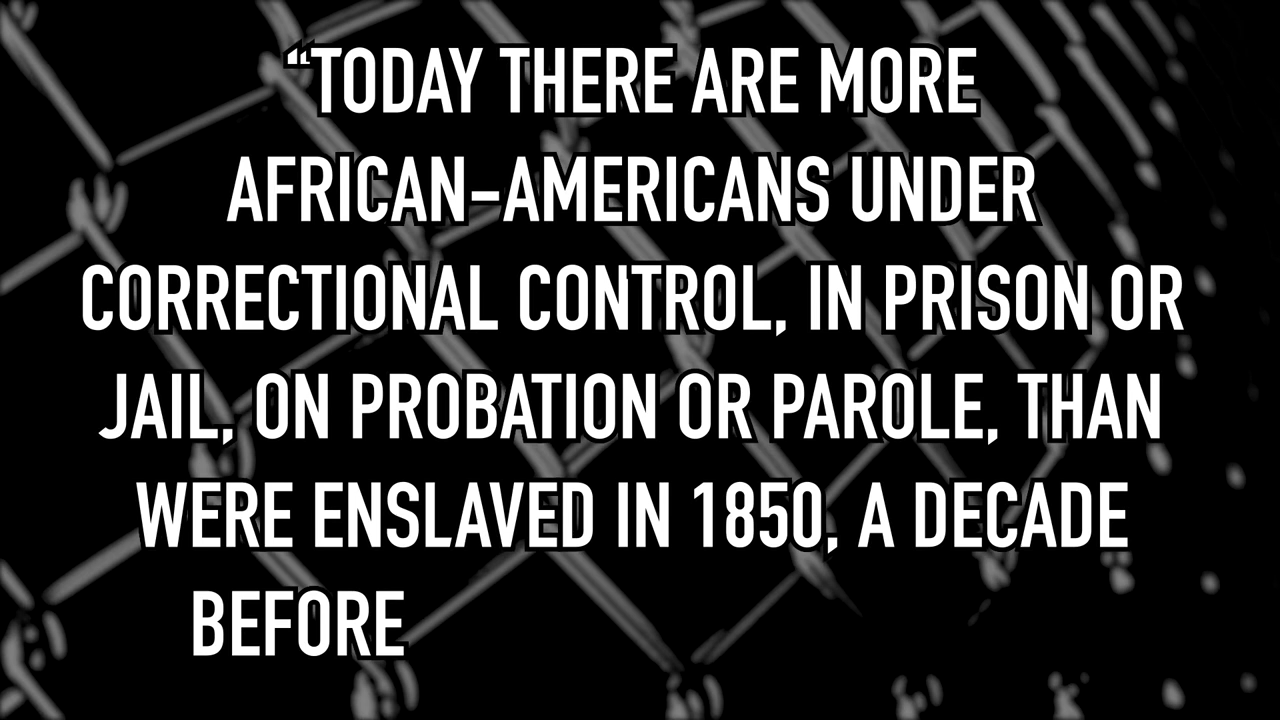 “TODAY THERE ARE MORE
AFRICAN-AMERICANS UNDER
CORRECTIONAL CONTROL, IN PRISON OR
JAIL, ON PROBATION OR PAROLE, THAN
WERE ENSLAVED IN 1850, A DECADE
BEFORE